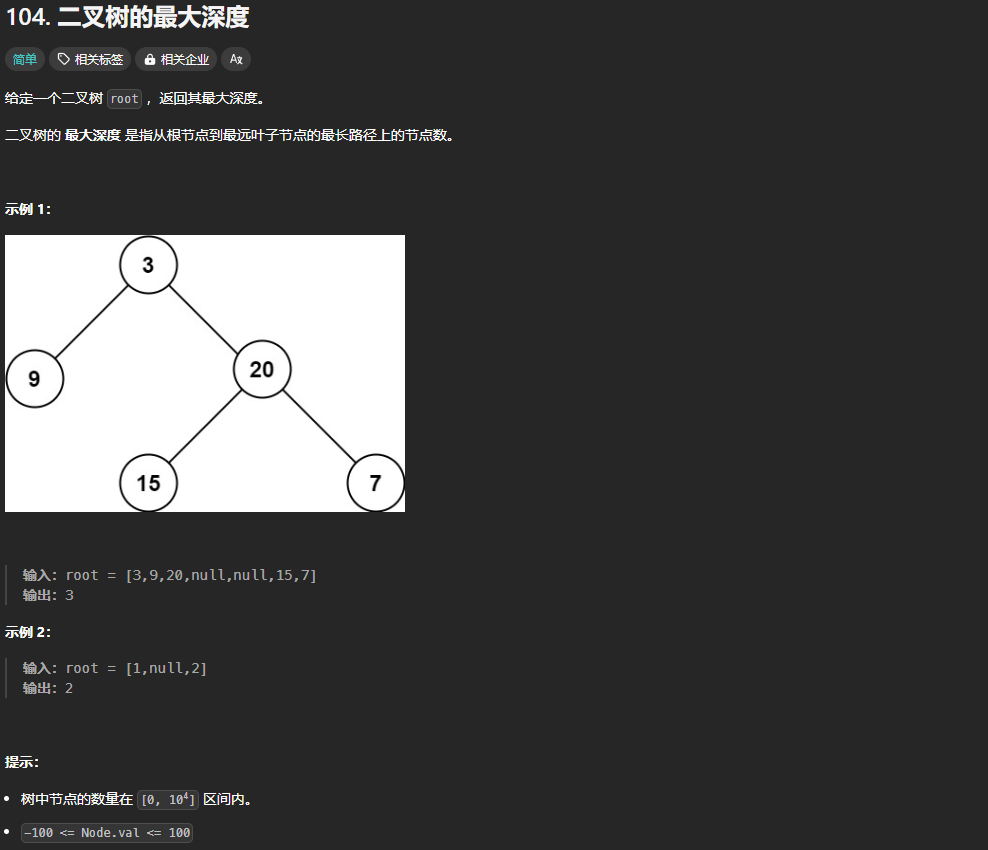 104. 二叉树的最大深度
简单 相关标签 相关企业 Az
给定一个二叉树 root ，返回其最大深度。
二叉树的 最大深度 是指从根节点到最远叶子节点的最长路径上的节点数。
示例 1：
3
9
20
15
7
输入：root = [3,9,20,null,null,15,7]
输出：3
示例 2：
输入：root = [1,null,2]
输出：2
提示：
• 树中节点的数量在 [0, 10⁴] 区间内。
• -100 <= Node.val <= 100